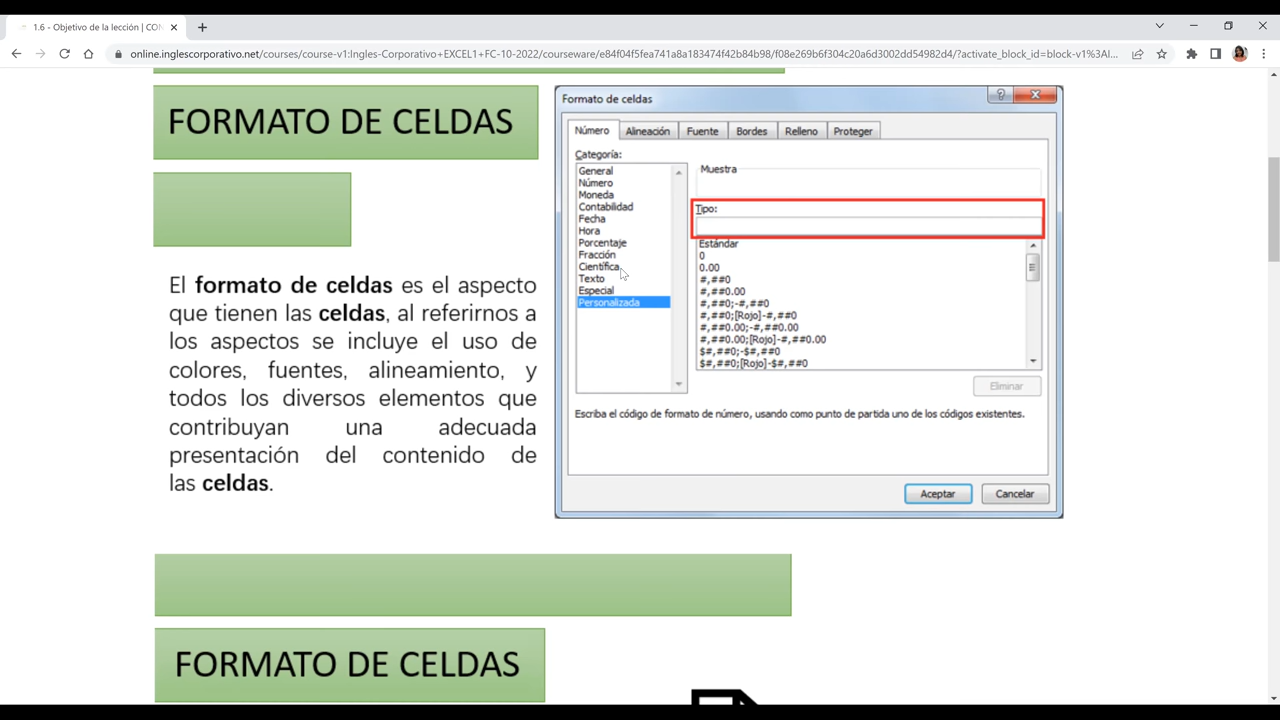 1.6 - Objetivo de la lección | CON
online.inglescorporativo.net/courses/course-v1:Ingles-Corporativo+EXCEL1+FC-10-2022/courseware/e84f04f5fea741a8a183474f42b84b98/f08e269b6f304c20a6d3002dd54982d4/?activate_block_id=block-v1%3AI...
FORMATO DE CELDAS
El formato de celdas es el aspecto
que tienen las celdas, al referirnos a
los aspectos se incluye el uso de
colores, fuentes, alineamiento, y
todos los diversos elementos que
contribuyan una adecuada
presentación del contenido de
las celdas.
Formato de celdas
Número Alineación Fuente Bordes Relleno Proteger
Categoría:
General
Número
Moneda
Contabilidad
Fecha
Hora
Porcentaje
Fracción
Científica
Texto
Especial
Personalizada
Muestra
Tipo:
Estándar
0
0.00
#,##0
#,##0.00
#,##0;-#,##0
#,##0;[Rojo]-#,##0
#,##0.00;-#,##0.00
#,##0.00;[Rojo]-#,##0.00
$#,##0;-$#,##0
$#,##0;[Rojo]-$#,##0
Eliminar
Escriba el código de formato de número, usando como punto de partida uno de los códigos existentes.
Aceptar Cancelar
FORMATO DE CELDAS